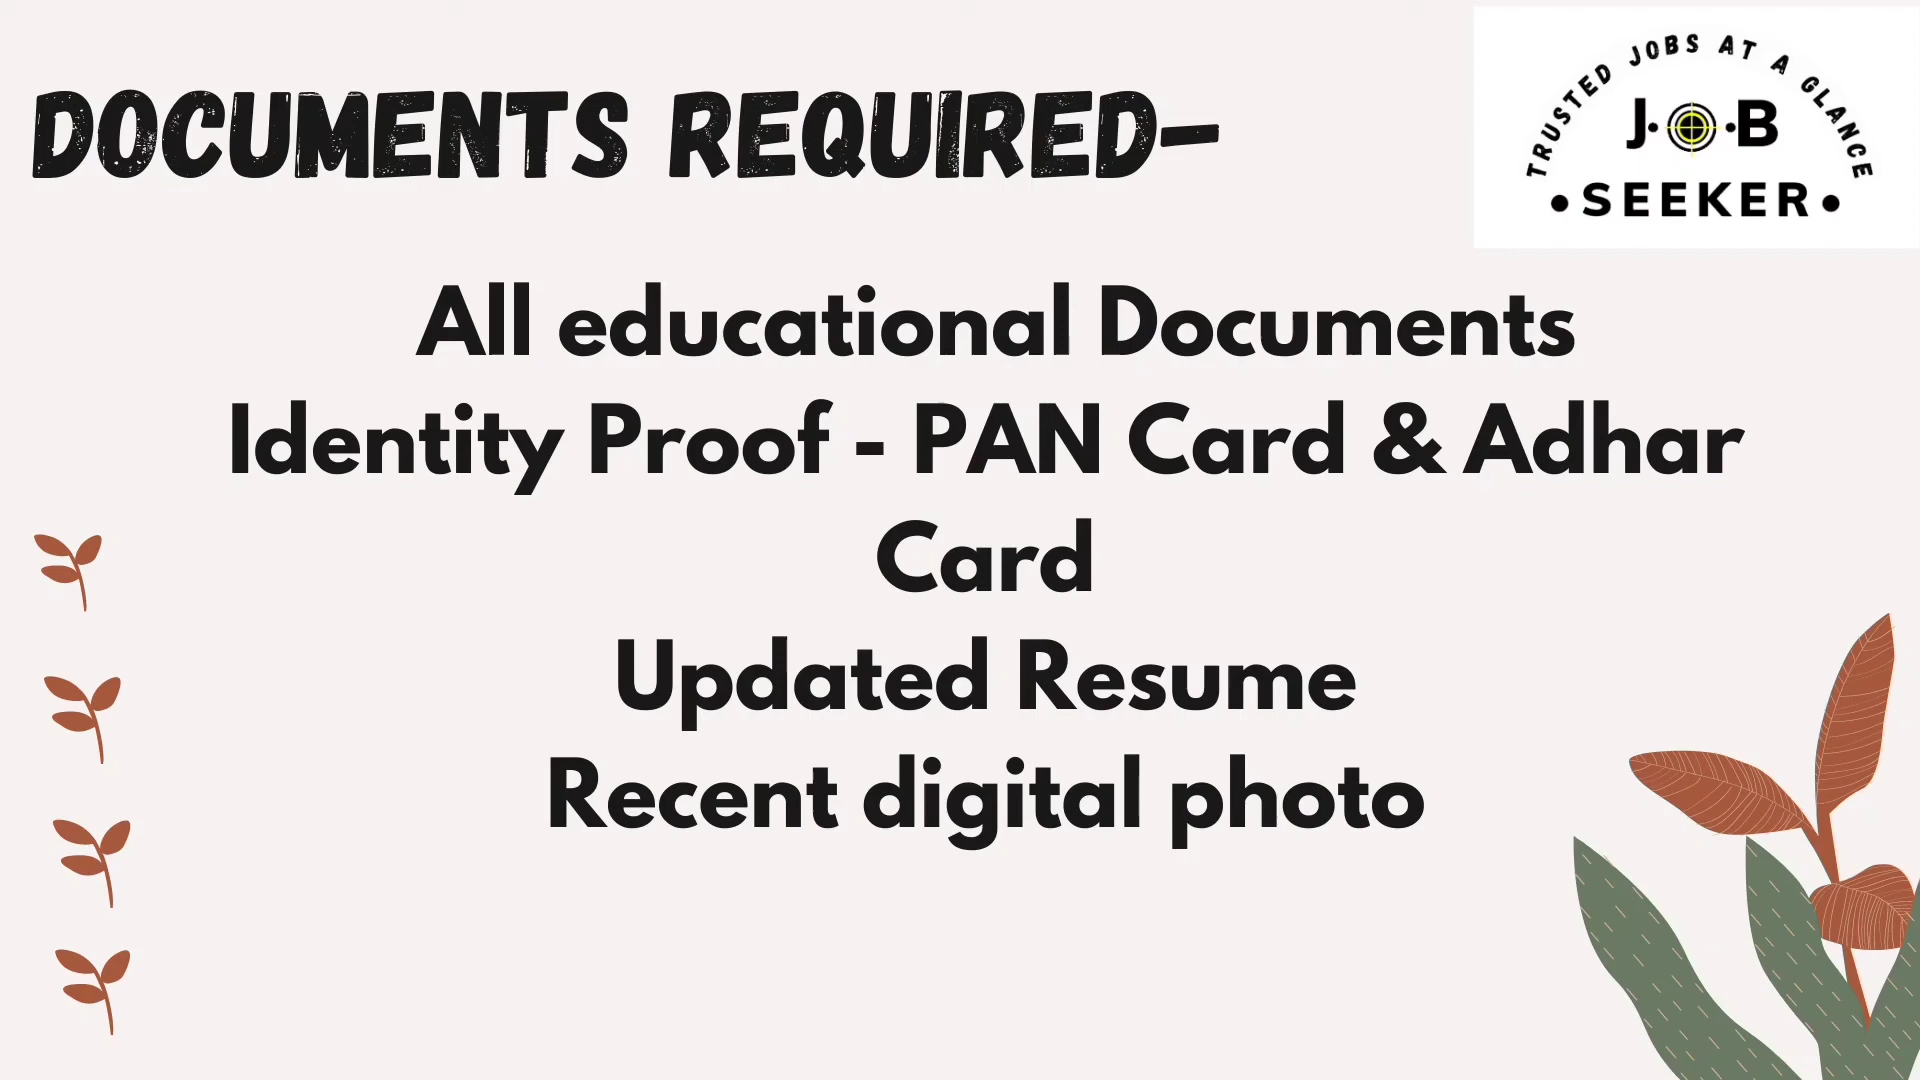 DOCUMENTS REQUIRED-
TRUSTED JOBS AT A GLANCE
J·O·B
• SEEKER •
All educational Documents
Identity Proof - PAN Card & Adhar
Card
Updated Resume
Recent digital photo